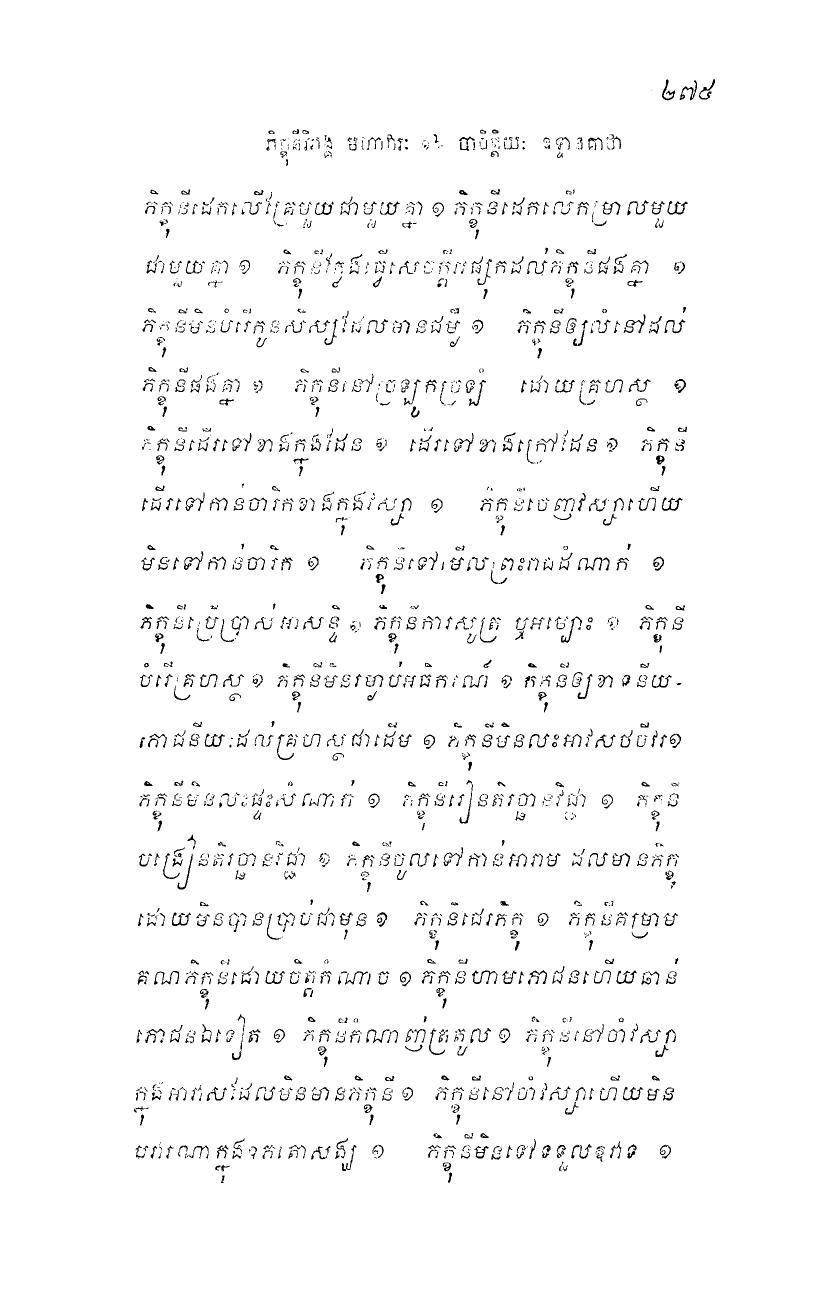 ២៧៥
ភិក្ខុនីវិភង្គ មហាវារៈ ១៦ បាចិត្តិយៈ ឧទ្ទានគាថា
ភិក្ខុនីដេកលើគ្រែមួយជាមួយគ្នា ១ ភិក្ខុនីដេកលើកម្រាលមួយ
ជាមួយគ្នា ១ ភិក្ខុនីក្លែងធ្វើសេចក្តីអផ្សុកដល់ភិក្ខុនីផងគ្នា ១
ភិក្ខុនីមិនបំរើកូនសិស្សដែលមានជម្ងឺ ១ ភិក្ខុនីឲ្យលំនៅដល់
ភិក្ខុនីផងគ្នា ១ ភិក្ខុនីនៅច្រឡូកច្រឡំ ដោយគ្រហស្ថ ១
ភិក្ខុនីដើរទៅខាងក្នុងដែន ១ ដើរទៅខាងក្រៅដែន ១ ភិក្ខុនី
ដើរទៅកាន់ចារិកខាងក្នុងវស្សា ១ ភិក្ខុនីចេញវស្សាហើយ
មិនទៅកាន់ចារិក ១ ភិក្ខុនីទៅមើលព្រះរាជដំណាក់ ១
ភិក្ខុនីប្រើប្រាស់អាសន្ទិ ១ ភិក្ខុនីការសូត្រ ឬអម្បោះ ១ ភិក្ខុនី
បំរើគ្រហស្ថ ១ ភិក្ខុនីមិនរម្ងាប់អធិករណ៍ ១ ភិក្ខុនីឲ្យខាទនីយ-
ភោជនីយៈដល់គ្រហស្ថជាដើម ១ ភិក្ខុនីមិនលះអាវសថចីវរ១
ភិក្ខុនីមិនលះផ្ទះសំណាក់ ១ ភិក្ខុនីរៀនតិរច្ឆានវិជ្ជា ១ ភិក្ខុនី
បង្រៀនតិរច្ឆានវិជ្ជា ១ ភិក្ខុនីចូលទៅកាន់អារាម ដលមានភិក្ខុ
ដោយមិនបានប្រាប់ជាមុន ១ ភិក្ខុនីជេរភិក្ខុ ១ ភិក្ខុនីគម្រាម
គណភិក្ខុនីដោយចិត្តកំណាច ១ ភិក្ខុនីហាមភោជនហើយឆាន់
ភោជនឯទៀត ១ ភិក្ខុនីកំណាញ់ត្រកូល ១ ភិក្ខុនីនៅចាំវស្សា
ក្នុងអាវាសដែលមិនមានភិក្ខុនី ១ ភិក្ខុនីនៅចាំវស្សាហើយមិន
បវារណាក្នុងឧភតោសង្ឃ ១ ភិក្ខុនីមិនទៅទទួលឱវាទ ១